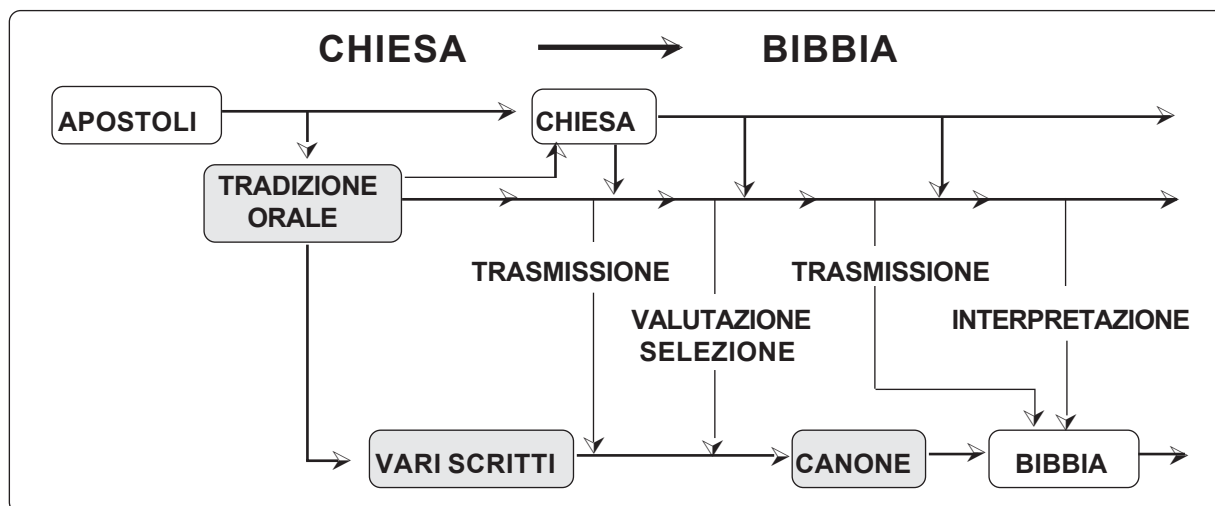 CHIESA BIBBIA
APOSTOLI
CHIESA
TRADIZIONE
ORALE
TRASMISSIONE
TRASMISSIONE
VALUTAZIONE
SELEZIONE
INTERPRETAZIONE
VARI SCRITTI
CANONE
BIBBIA